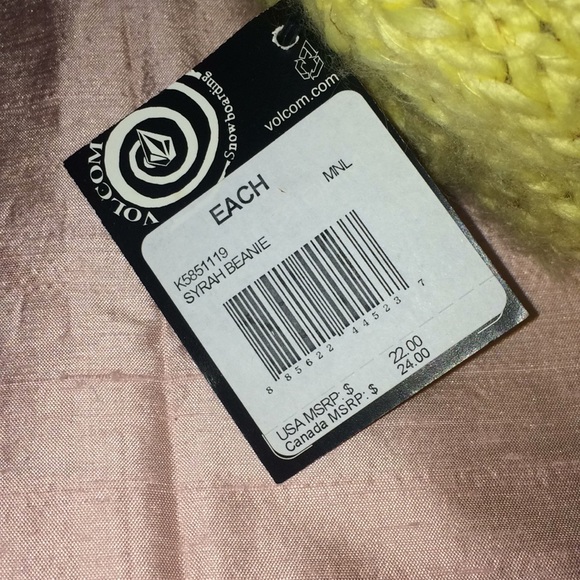 VOLCOM
Snowboarding
volcom.com
EACH
MNL
K5851119
SYRAH BEANIE
8 85622 44523 7
USA MSRP: $ 22.00
Canada MSRP: $ 24.00